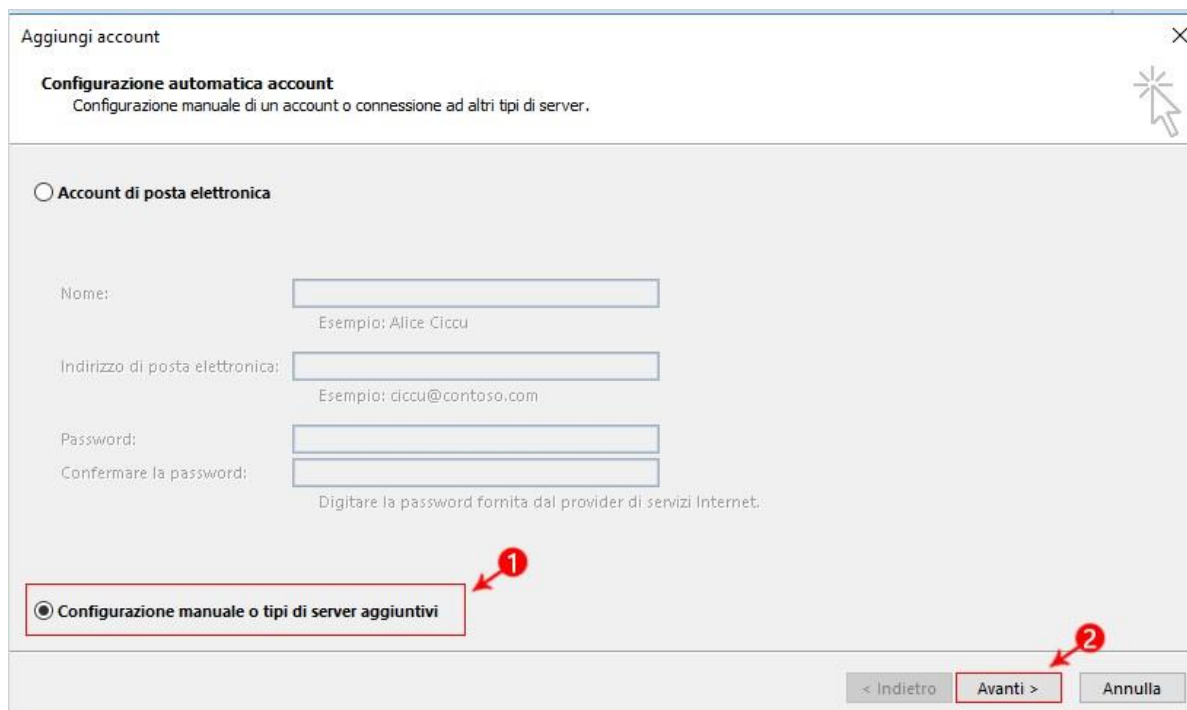 Aggiungi account
Configurazione automatica account
Configurazione manuale di un account o connessione ad altri tipi di server.
Account di posta elettronica
Nome:
Esempio: Alice Ciccu
Indirizzo di posta elettronica:
Esempio: ciccu@contoso.com
Password:
Confermare la password:
Digitare la password fornita dal provider di servizi Internet.
1
Configurazione manuale o tipi di server aggiuntivi
2
< Indietro Avanti > Annulla